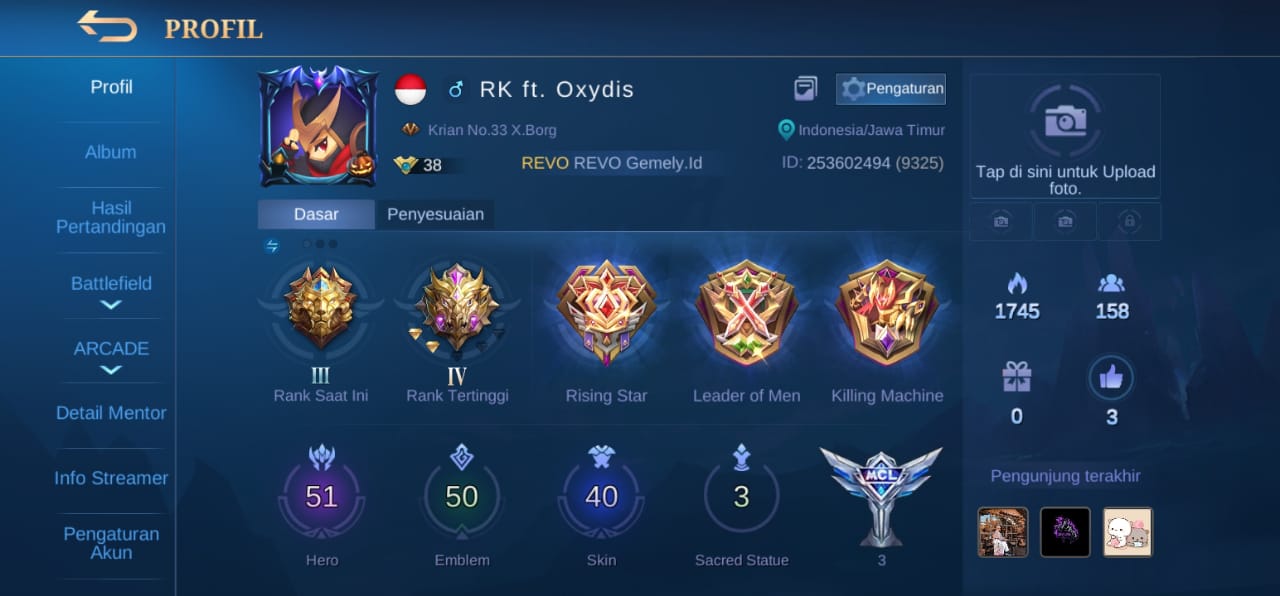 PROFIL
Profil
Album
Hasil
Pertandingan
Battlefield
ARCADE
Detail Mentor
Info Streamer
Pengaturan
Akun
RK ft. Oxydis
Pengaturan
Krian No.33 X.Borg
Indonesia/Jawa Timur
38
REVO REVO Gemely.Id
ID: 253602494 (9325)
Dasar
Penyesuaian
III
IV
Rank Saat Ini
Rank Tertinggi
Rising Star
Leader of Men
Killing Machine
51
50
40
3
MCL
Hero
Emblem
Skin
Sacred Statue
3
Tap di sini untuk Upload
foto.
1745
158
0
3
Pengunjung terakhir